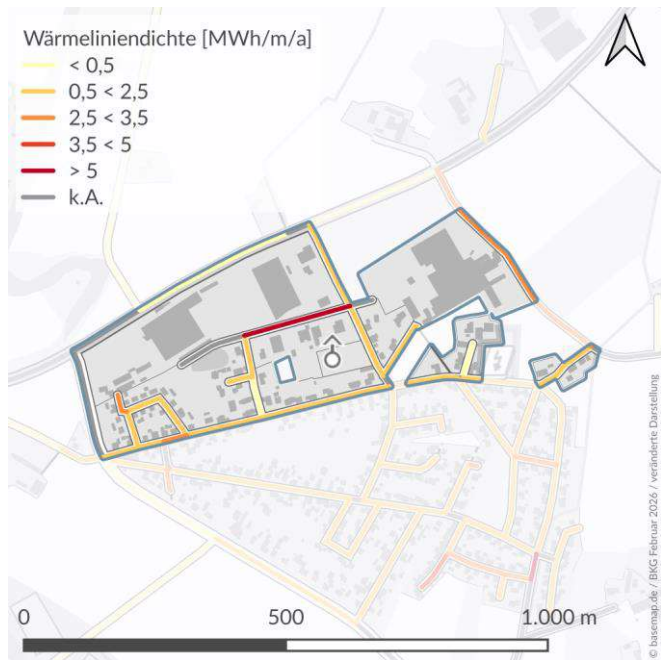 Wärmeliniendichte [MWh/m/a]
< 0,5
0,5 < 2,5
2,5 < 3,5
3,5 < 5
> 5
k.A.
0 500 1.000 m
© basemap.de / BKG Februar 2026 / veränderte Darstellung